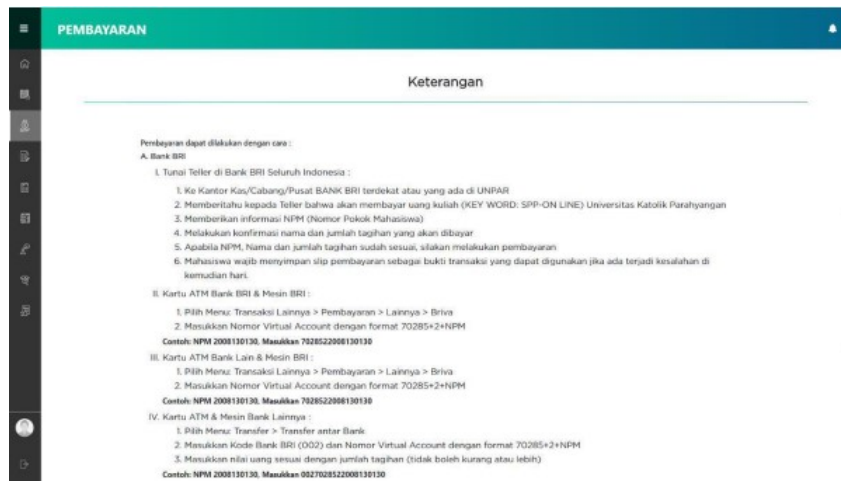 PEMBAYARAN
Keterangan
Pembayaran dapat dilakukan dengan cara :
A. Bank BRI
I. Tunai Teller di Bank BRI Seluruh Indonesia :
1. Ke Kantor Kas/Cabang/Pusat BANK BRI terdekat atau yang ada di UNPAR
2. Memberitahu kepada Teller bahwa akan membayar uang kuliah (KEY WORD: SPP-ON LINE) Universitas Katolik Parahyangan
3. Memberikan informasi NPM (Nomor Pokok Mahasiswa)
4. Melakukan konfirmasi nama dan jumlah tagihan yang akan dibayar
5. Apabila NPM, Nama dan jumlah tagihan sudah sesuai, silakan melakukan pembayaran
6. Mahasiswa wajib menyimpan slip pembayaran sebagai bukti transaksi yang dapat digunakan jika ada terjadi kesalahan di
kemudian hari.
II. Kartu ATM Bank BRI & Mesin BRI :
1. Pilih Menu: Transaksi Lainnya > Pembayaran > Lainnya > Briva
2. Masukkan Nomor Virtual Account dengan format 70285+2+NPM
Contoh: NPM 2008130130, Masukkan 7028522008130130
III. Kartu ATM Bank Lain & Mesin BRI :
1. Pilih Menu: Transaksi Lainnya > Pembayaran > Lainnya > Briva
2. Masukkan Nomor Virtual Account dengan format 70285+2+NPM
Contoh: NPM 2008130130, Masukkan 7028522008130130
IV. Kartu ATM & Mesin Bank Lainnya :
1. Pilih Menu: Transfer > Transfer antar Bank
2. Masukkan Kode Bank BRI (002) dan Nomor Virtual Account dengan format 70285+2+NPM
3. Masukan nilai uang sesuai dengan jumlah tagihan (tidak boleh kurang atau lebih)
Contoh: NPM 2008130130, Masukkan 0027028522008130130